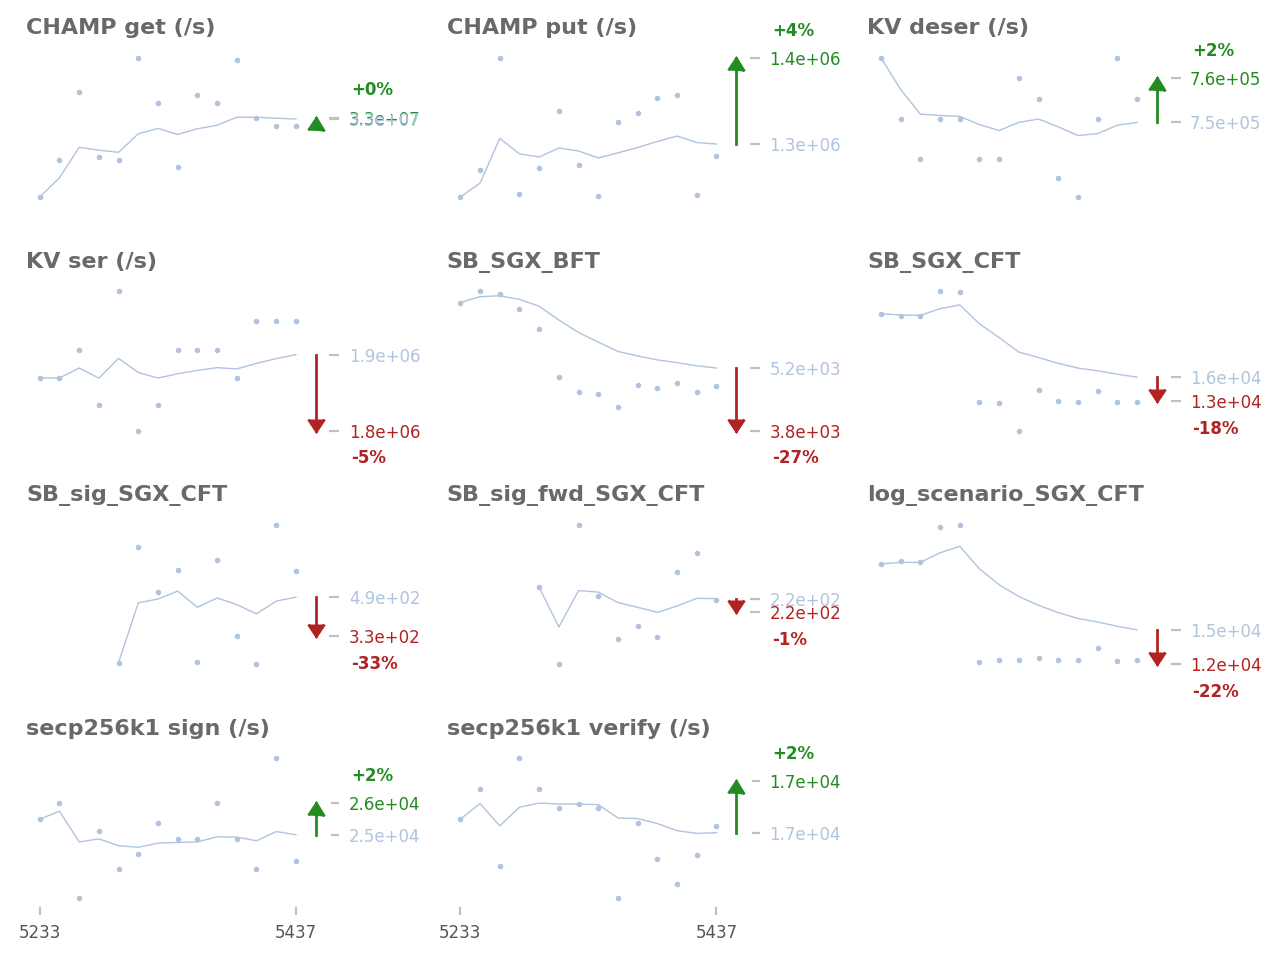 CHAMP get (/s)
+0%
3.3e+07
3.3e+07
CHAMP put (/s)
+4%
1.4e+06
1.3e+06
KV deser (/s)
+2%
7.6e+05
7.5e+05
KV ser (/s)
1.9e+06
1.8e+06
-5%
SB_SGX_BFT
5.2e+03
3.8e+03
-27%
SB_SGX_CFT
1.6e+04
1.3e+04
-18%
SB_sig_SGX_CFT
4.9e+02
3.3e+02
-33%
SB_sig_fwd_SGX_CFT
2.2e+02
2.2e+02
-1%
log_scenario_SGX_CFT
1.5e+04
1.2e+04
-22%
secp256k1 sign (/s)
+2%
2.6e+04
2.5e+04
5233
5437
secp256k1 verify (/s)
+2%
1.7e+04
1.7e+04
5233
5437